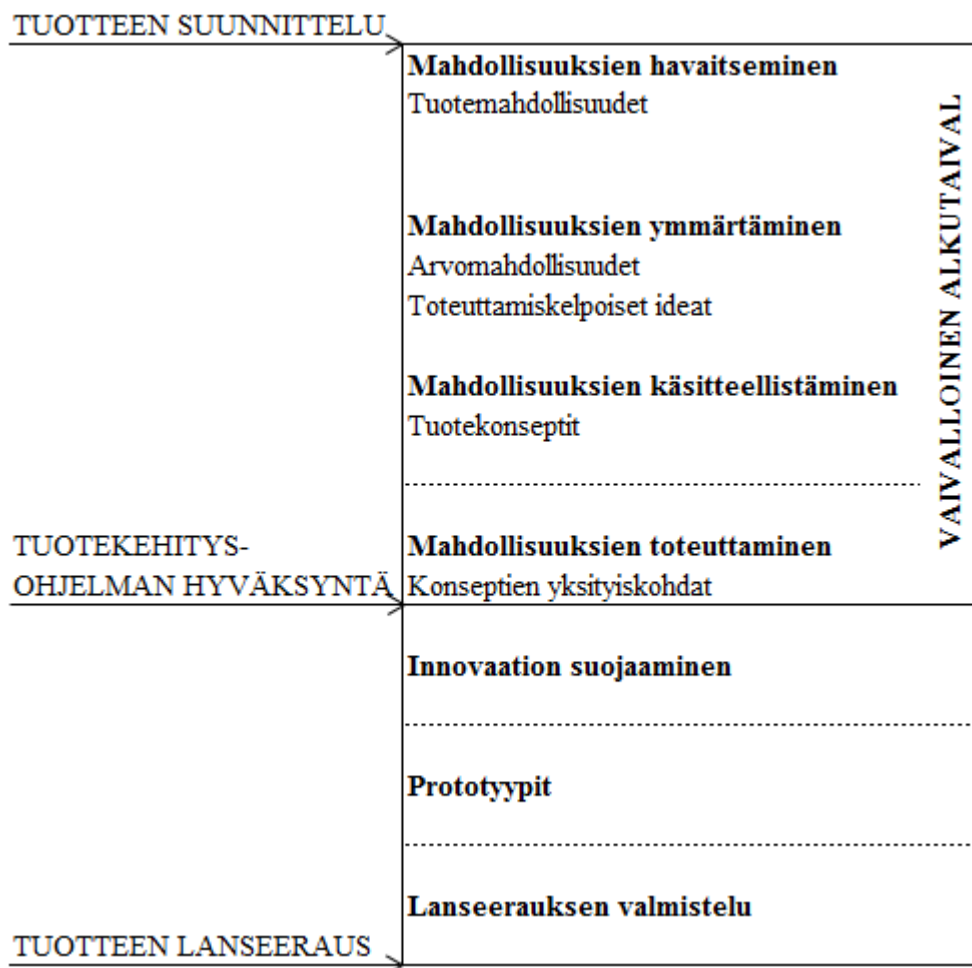 TUOTTEEN SUUNNITTELU
Mahdollisuuksien havaitseminen
Tuotemahdollisuudet
Mahdollisuuksien ymmärtäminen
Arvomahdollisuudet
Toteuttamiskelpoiset ideat
Mahdollisuuksien käsitteellistäminen
Tuotekonseptit
VAIVALLOINEN ALKUTAIVAL
TUOTEKEHITYS-
OHJELMAN HYVÄKSYNTÄ
Mahdollisuuksien toteuttaminen
Konseptien yksityiskohdat
Innovaation suojaaminen
Prototyypit
Lanseerauksen valmistelu
TUOTTEEN LANSEERAUS